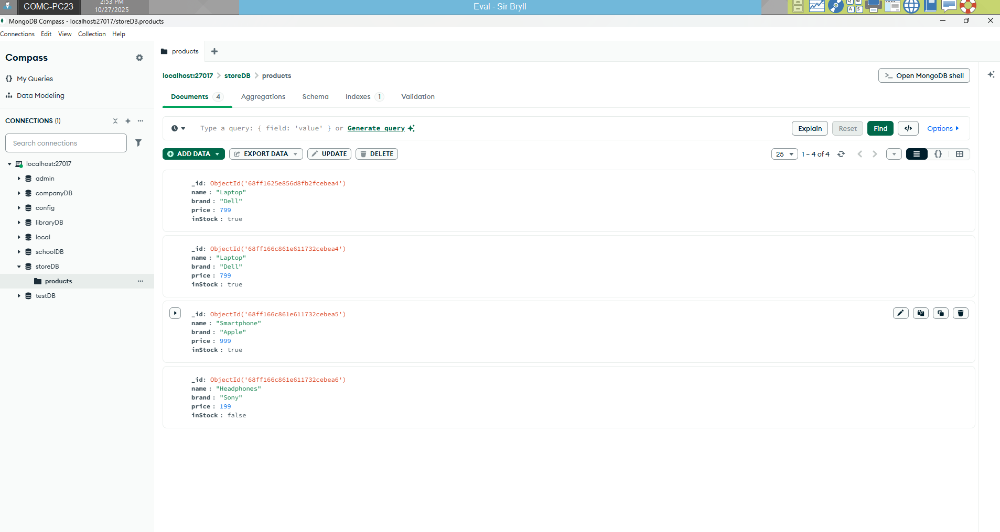 COMC-PC23
2:53 PM
10/27/2025
Eval - Sir Bryll
Q W
A S
MongoDB Compass - localhost:27017/storeDB.products
Connections Edit View Collection Help
Compass
{} My Queries
Data Modeling
CONNECTIONS (1)
Search connections
localhost:27017
admin
companyDB
config
libraryDB
local
schoolDB
storeDB
products
testDB
products
localhost:27017 > storeDB > products
>_ Open MongoDB shell
Documents 4 Aggregations Schema Indexes 1 Validation
Type a query: { field: 'value' } or Generate query
Explain Reset Find </> Options
ADD DATA EXPORT DATA UPDATE DELETE
25 1 – 4 of 4 {}
_id: ObjectId('68ff1625e856d8fb2fcebea4')
name : "Laptop"
brand : "Dell"
price : 799
inStock : true
_id: ObjectId('68ff166c861e611732cebea4')
name : "Laptop"
brand : "Dell"
price : 799
inStock : true
_id: ObjectId('68ff166c861e611732cebea5')
name : "Smartphone"
brand : "Apple"
price : 999
inStock : true
_id: ObjectId('68ff166c861e611732cebea6')
name : "Headphones"
brand : "Sony"
price : 199
inStock : false